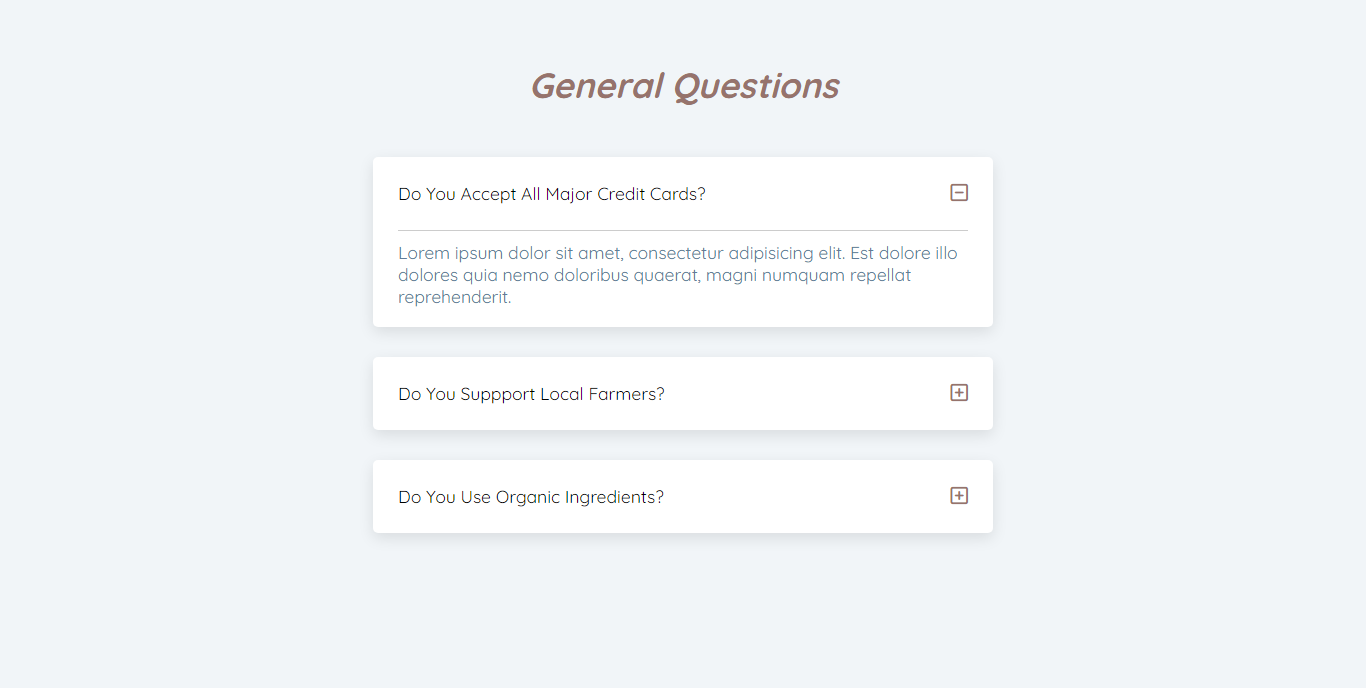 General Questions
Do You Accept All Major Credit Cards?
Lorem ipsum dolor sit amet, consectetur adipisicing elit. Est dolore illo
dolores quia nemo doloribus quaerat, magni numquam repellat
reprehenderit.
Do You Suppport Local Farmers?
Do You Use Organic Ingredients?